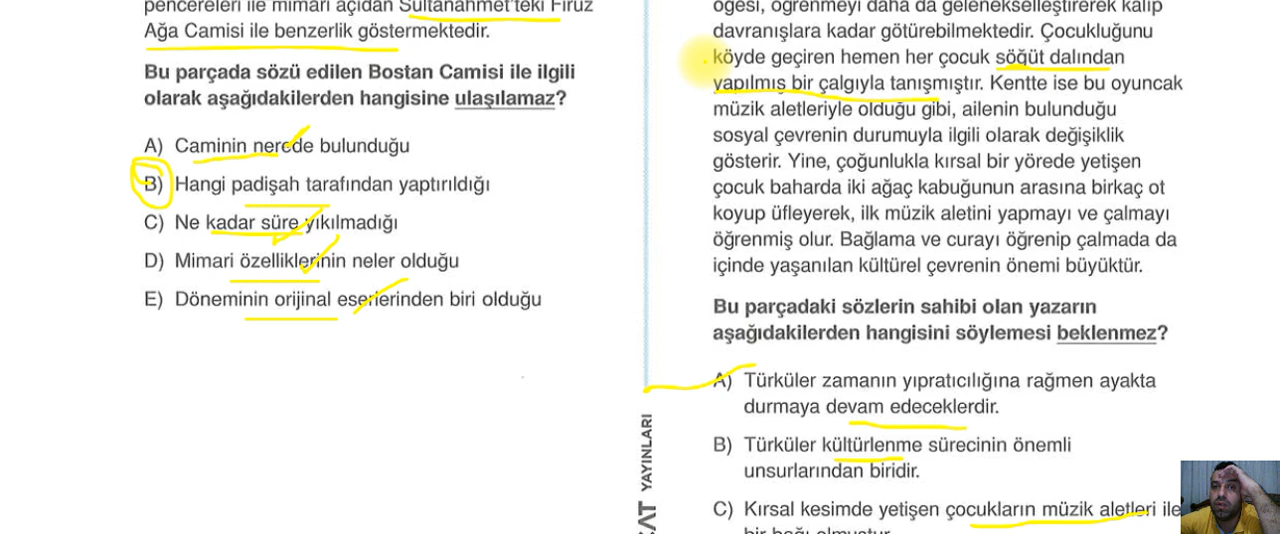 pencereleri ile mimari açıdan Sultanahmet'teki Firuz
Ağa Camisi ile benzerlik göstermektedir.
Bu parçada sözü edilen Bostan Camisi ile ilgili
olarak aşağıdakilerden hangisine ulaşılamaz?
A) Caminin nerede bulunduğu
B) Hangi padişah tarafından yaptırıldığı
C) Ne kadar süre yıkılmadığı
D) Mimari özelliklerinin neler olduğu
E) Döneminin orijinal eserlerinden biri olduğu
ögesi, öğrenmeyi daha da gelenekselleştirerek kalıp
davranışlara kadar götürebilmektedir. Çocukluğunu
köyde geçiren hemen her çocuk söğüt dalından
yapılmış bir çalgıyla tanışmıştır. Kentte ise bu oyuncak
müzik aletleriyle olduğu gibi, ailenin bulunduğu
sosyal çevrenin durumuyla ilgili olarak değişiklik
gösterir. Yine, çoğunlukla kırsal bir yörede yetişen
çocuk baharda iki ağaç kabuğunun arasına birkaç ot
koyup üfleyerek, ilk müzik aletini yapmayı ve çalmayı
öğrenmiş olur. Bağlama ve curayı öğrenip çalmada da
içinde yaşanılan kültürel çevrenin önemi büyüktür.
Bu parçadaki sözlerin sahibi olan yazarın
aşağıdakilerden hangisini söylemesi beklenmez?
A) Türküler zamanın yıpratıcılığına rağmen ayakta
durmaya devam edeceklerdir.
B) Türküler kültürlenme sürecinin önemli
unsurlarından biridir.
C) Kırsal kesimde yetişen çocukların müzik aletleri ile
bir bağı olmuştur
YAYINLARI